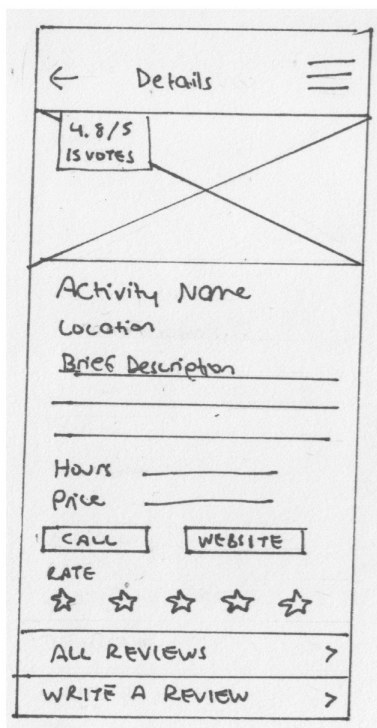 Details
4.8/5
15 VOTES
Activity Name
Location
Brief Description
Hours
Price
CALL
WEBSITE
RATE
ALL REVIEWS >
WRITE A REVIEW >